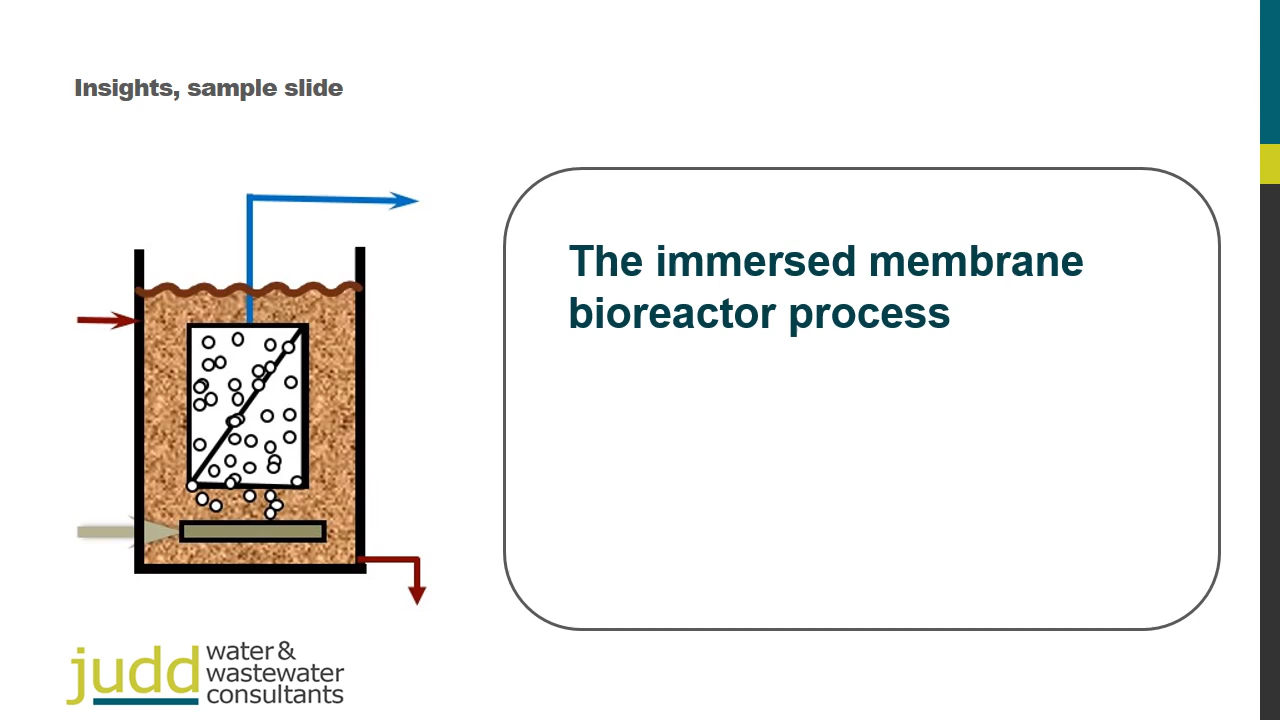 Insights, sample slide
The immersed membrane
bioreactor process
judd
water &
wastewater
consultants